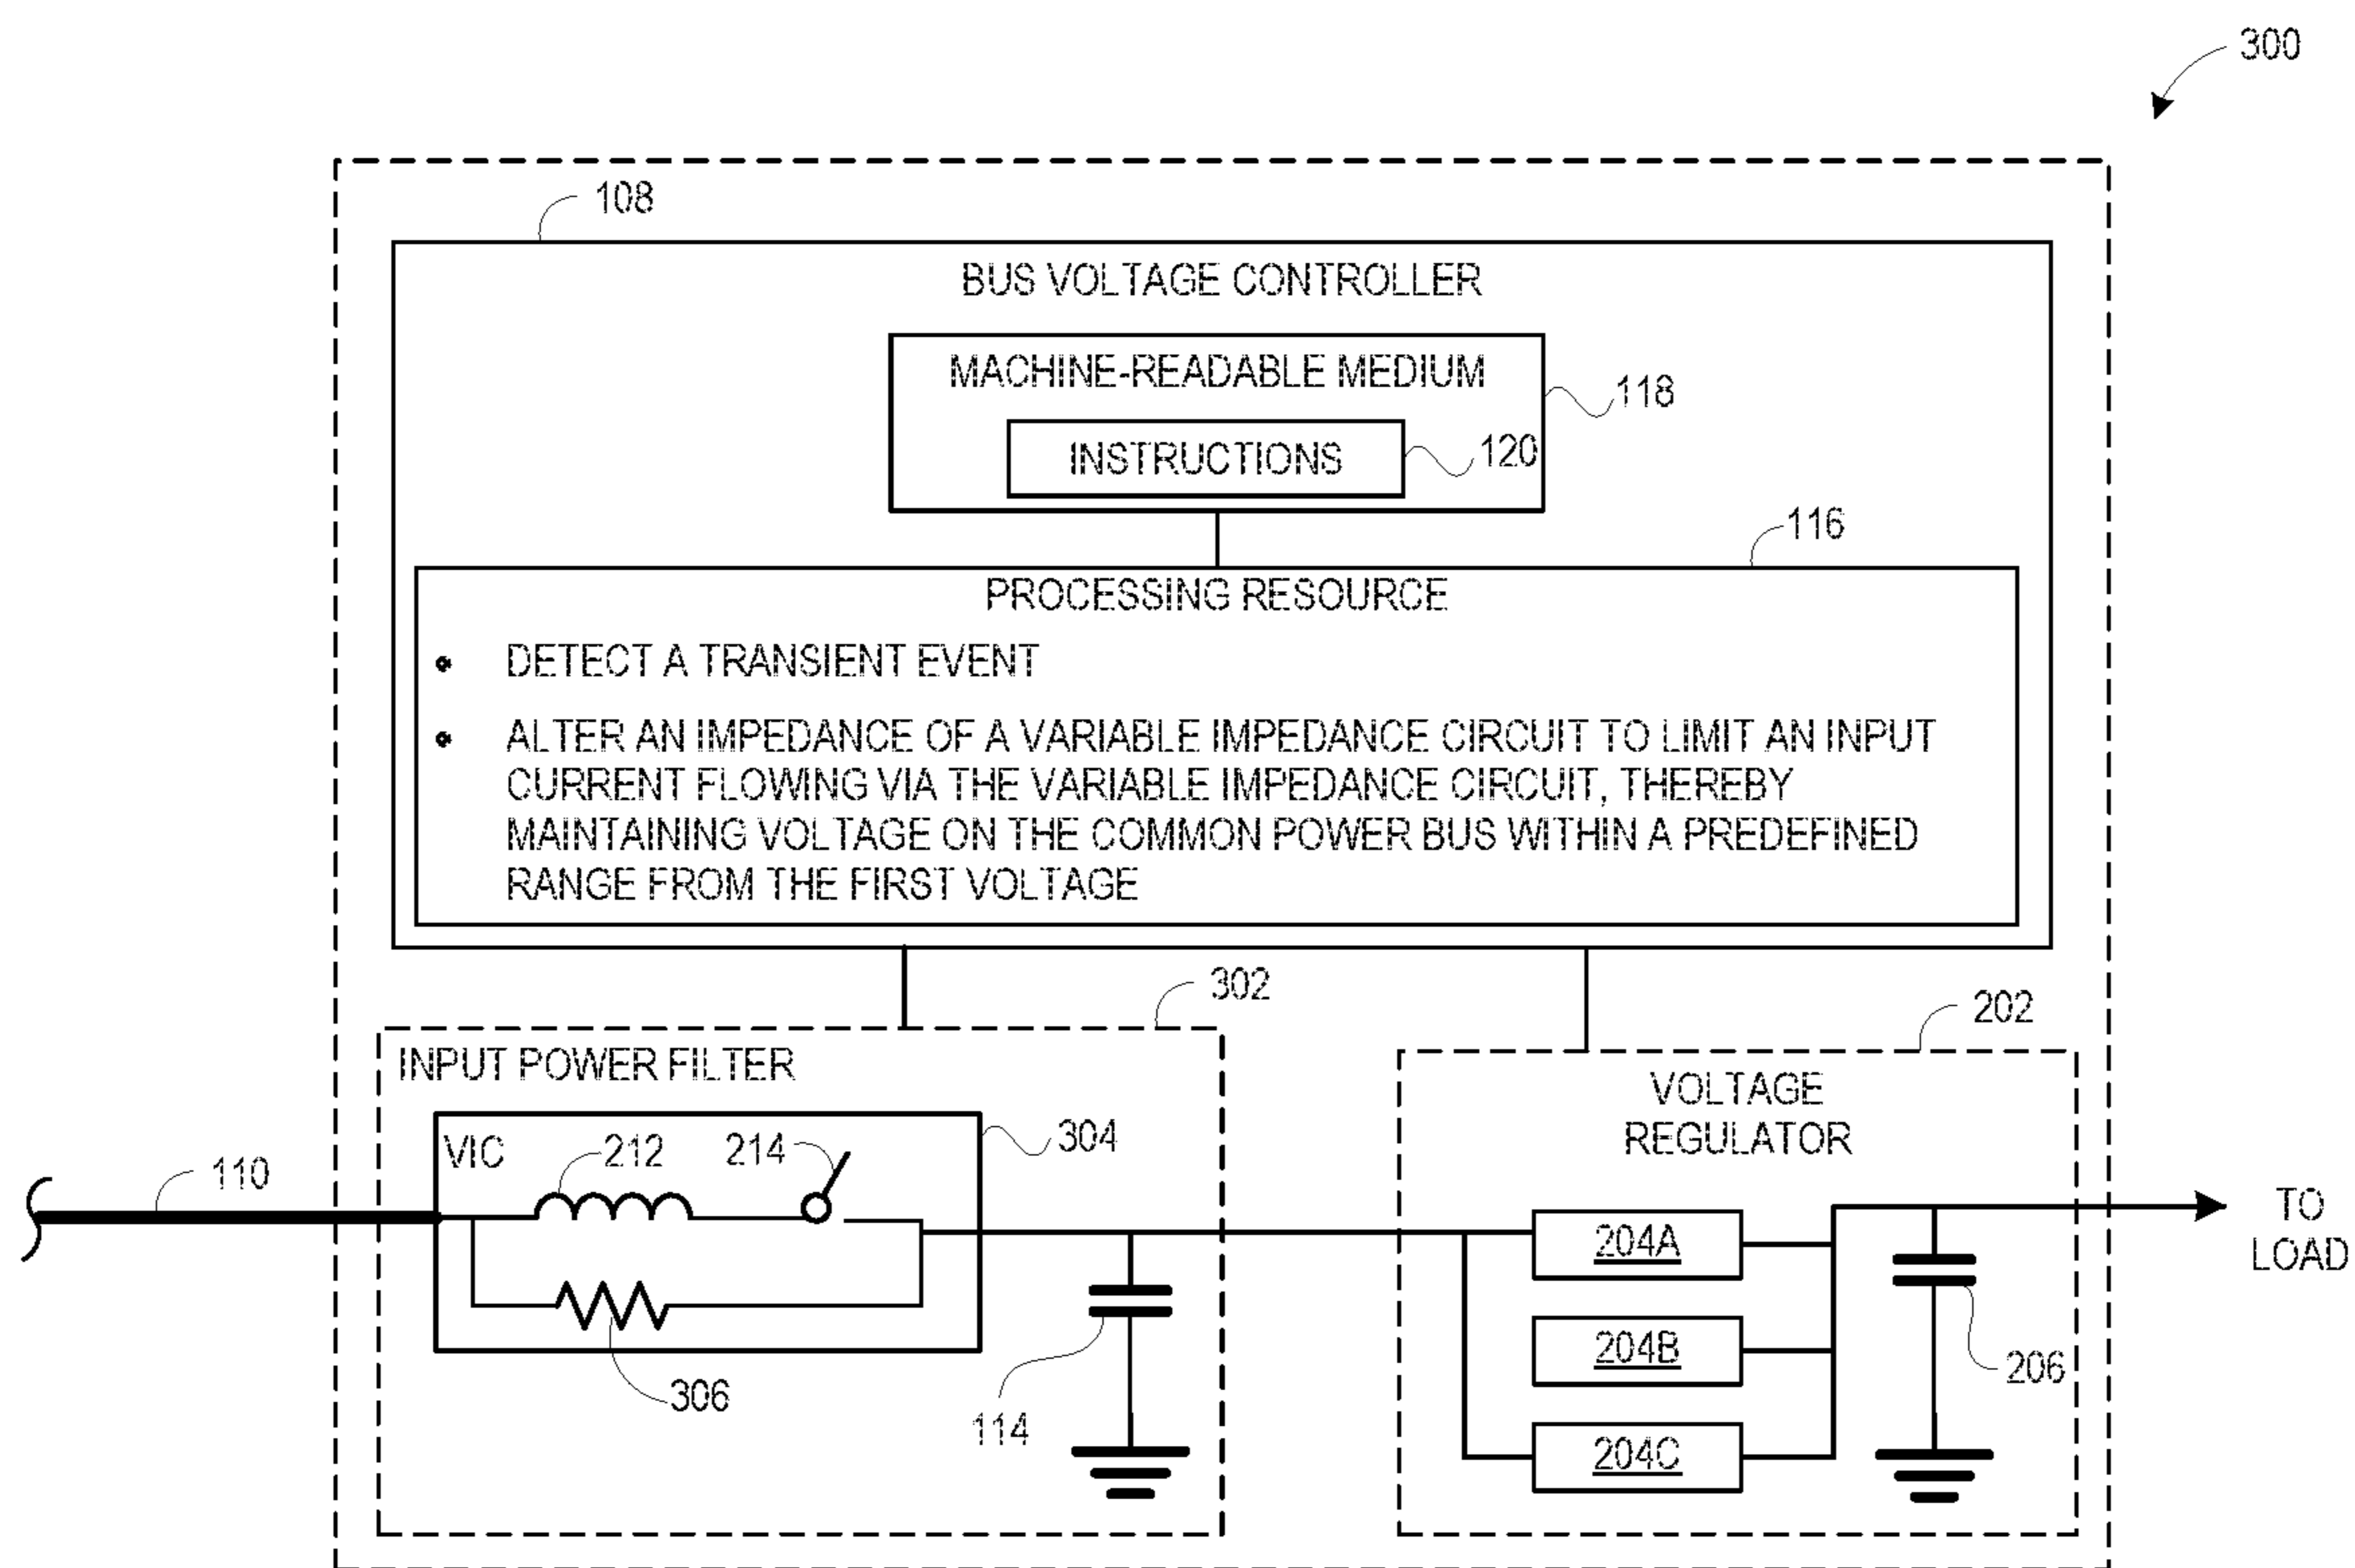 300
108
BUS VOLTAGE CONTROLLER
MACHINE-READABLE MEDIUM
118
INSTRUCTIONS
120
116
PROCESSING RESOURCE
• DETECT A TRANSIENT EVENT
• ALTER AN IMPEDANCE OF A VARIABLE IMPEDANCE CIRCUIT TO LIMIT AN INPUT
CURRENT FLOWING VIA THE VARIABLE IMPEDANCE CIRCUIT, THEREBY
MAINTAINING VOLTAGE ON THE COMMON POWER BUS WITHIN A PREDEFINED
RANGE FROM THE FIRST VOLTAGE
302
202
INPUT POWER FILTER
VOLTAGE
REGULATOR
VIC
212
214
304
110
204A
TO
LOAD
204B
206
306
114
204C